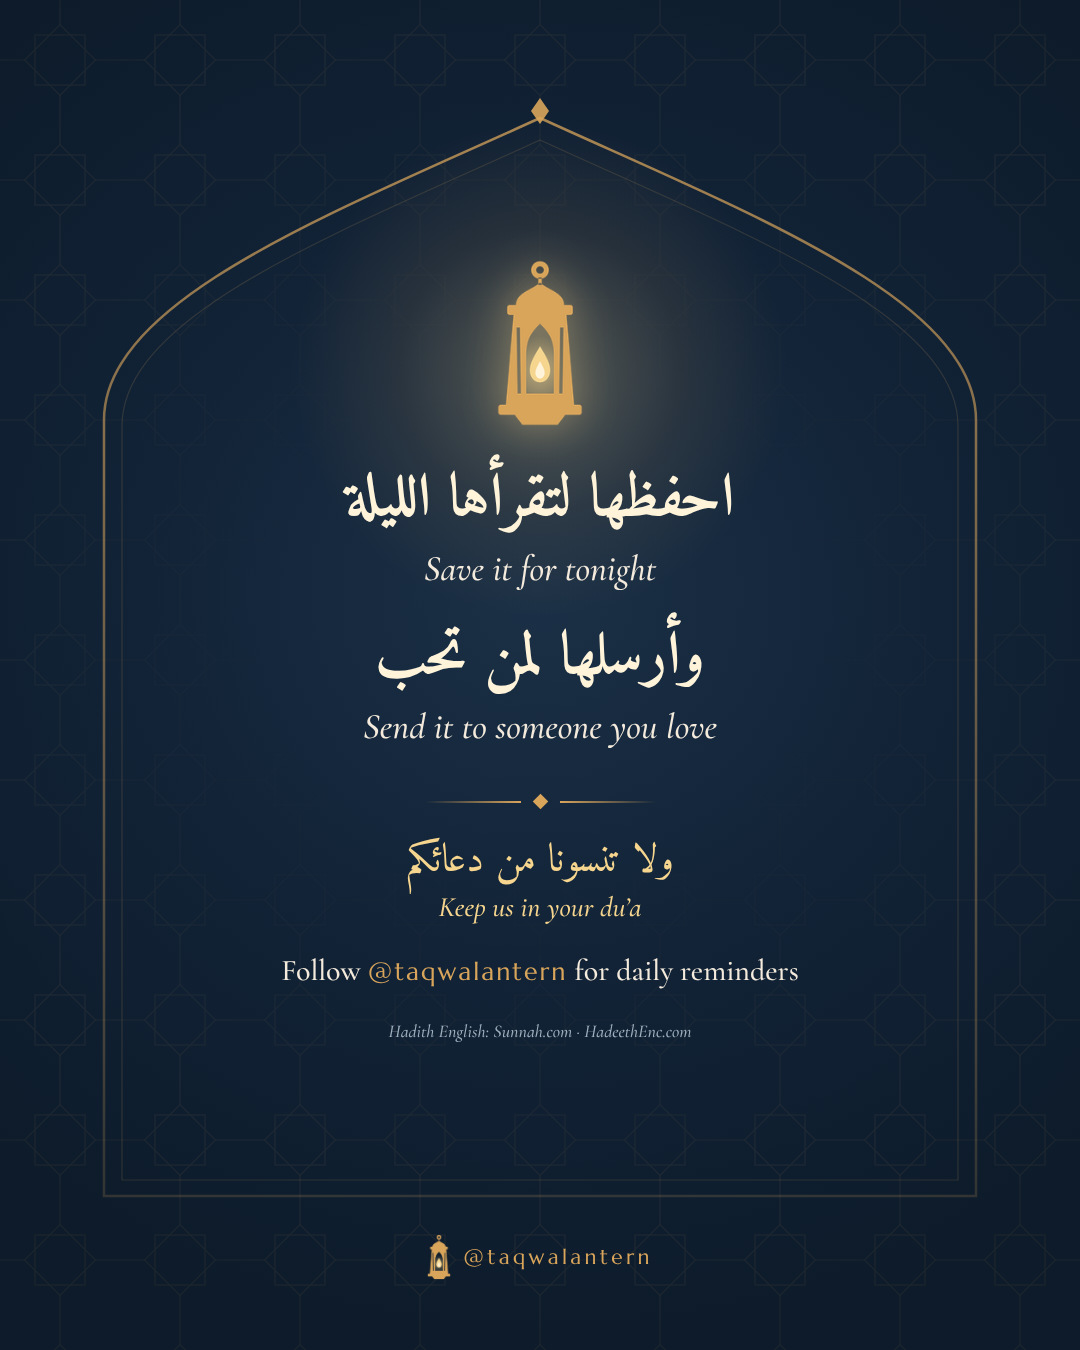 احفظها لتقرأها الليلة
Save it for tonight
وأرسلها لمن تحب
Send it to someone you love
ولا تنسونا من دعائكم
Keep us in your du’a
Follow @taqwalantern for daily reminders
Hadith English: Sunnah.com · HadeethEnc.com
@taqwalantern